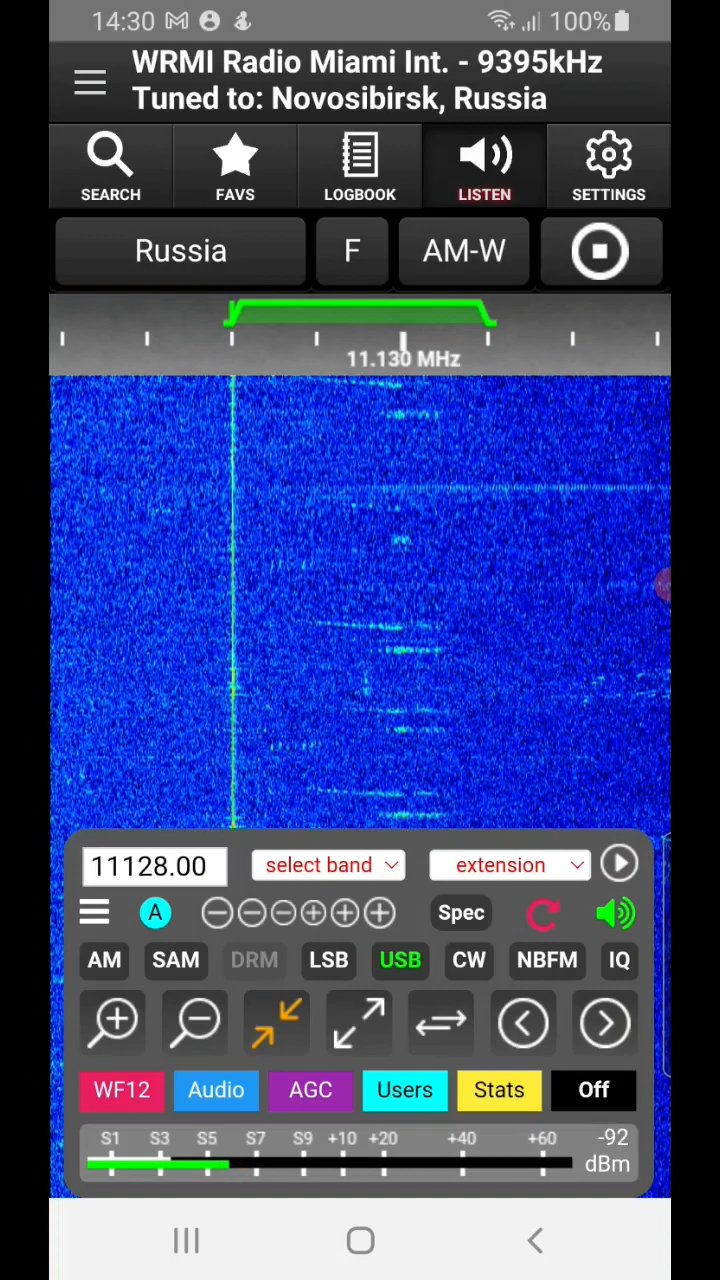 14:30 100%
WRMI Radio Miami Int. - 9395kHz
Tuned to: Novosibirsk, Russia
SEARCH FAVS LOGBOOK LISTEN SETTINGS
Russia F AM-W
11.130 MHz
11128.00 select band extension
A Spec
AM SAM DRM LSB USB CW NBFM IQ
WF12 Audio AGC Users Stats Off
S1 S3 S5 S7 S9 +10 +20 +40 +60 -92
dBm